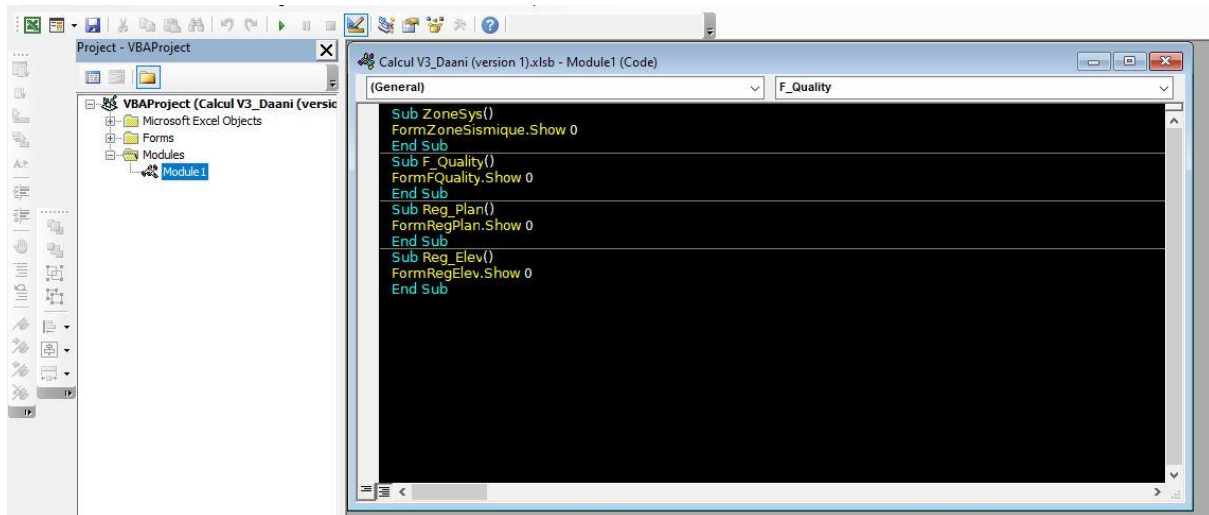 Project - VBAProject
VBAProject (Calcul V3_Daani (versic
Microsoft Excel Objects
Forms
Modules
Module1
Calcul V3_Daani (version 1).xlsb - Module1 (Code)
(General)
F_Quality
Sub ZoneSys()
FormZoneSismique.Show 0
End Sub
Sub F_Quality()
FormFQuality.Show 0
End Sub
Sub Reg_Plan()
FormRegPlan.Show 0
End Sub
Sub Reg_Elev()
FormRegElev.Show 0
End Sub